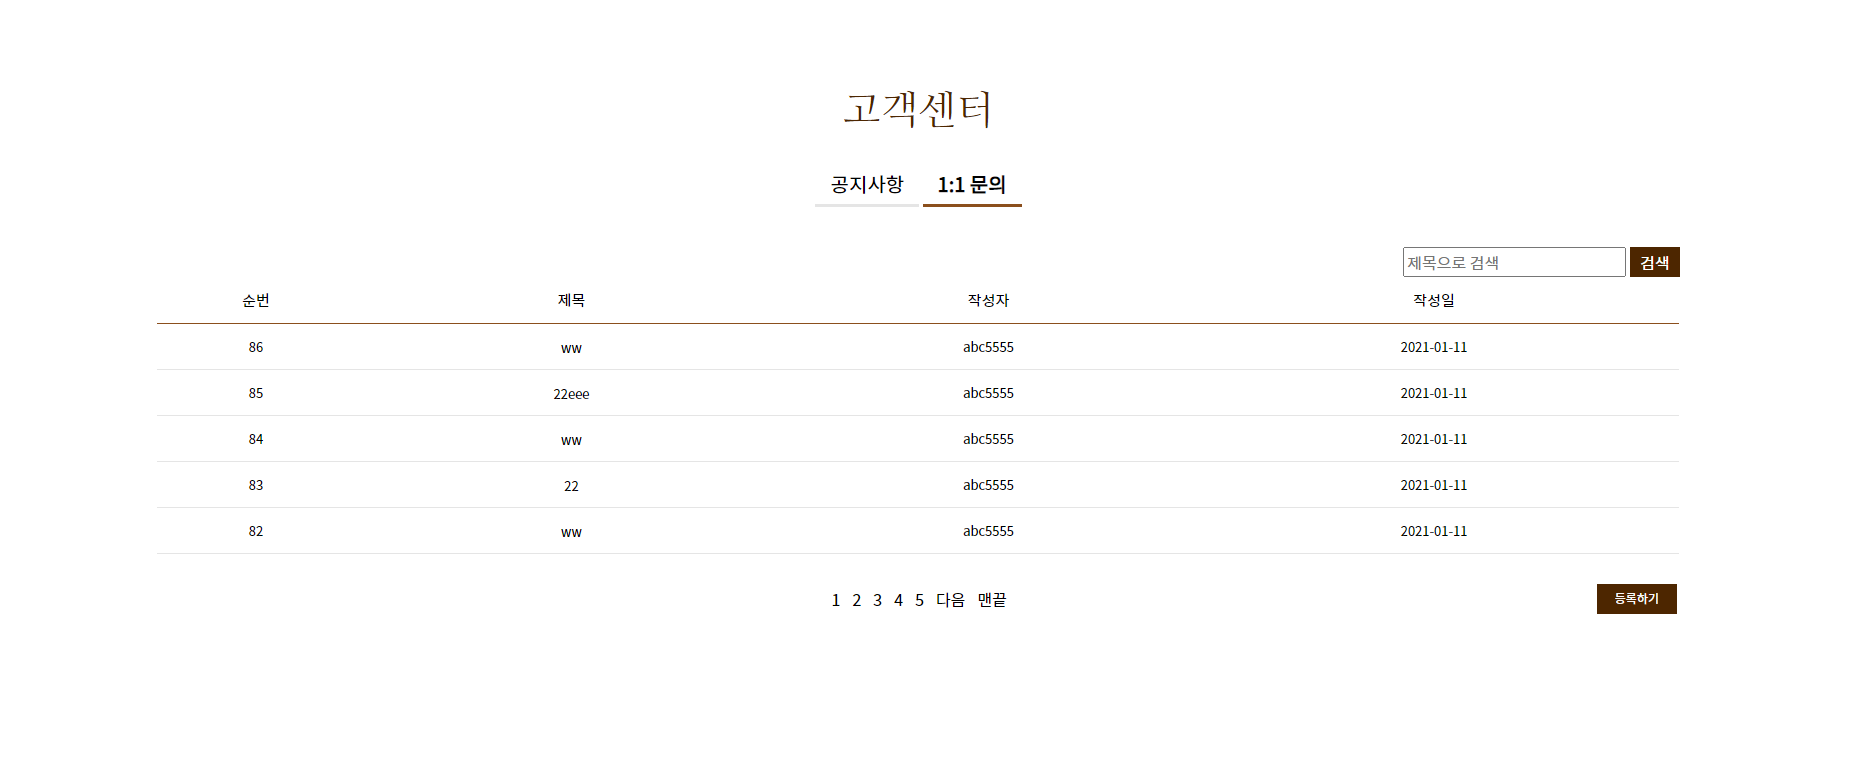 고객센터
공지사항 1:1 문의
제목으로 검색 검색
순번 제목 작성자 작성일
86 ww abc5555 2021-01-11
85 22eee abc5555 2021-01-11
84 ww abc5555 2021-01-11
83 22 abc5555 2021-01-11
82 ww abc5555 2021-01-11
1 2 3 4 5 다음 맨끝 등록하기